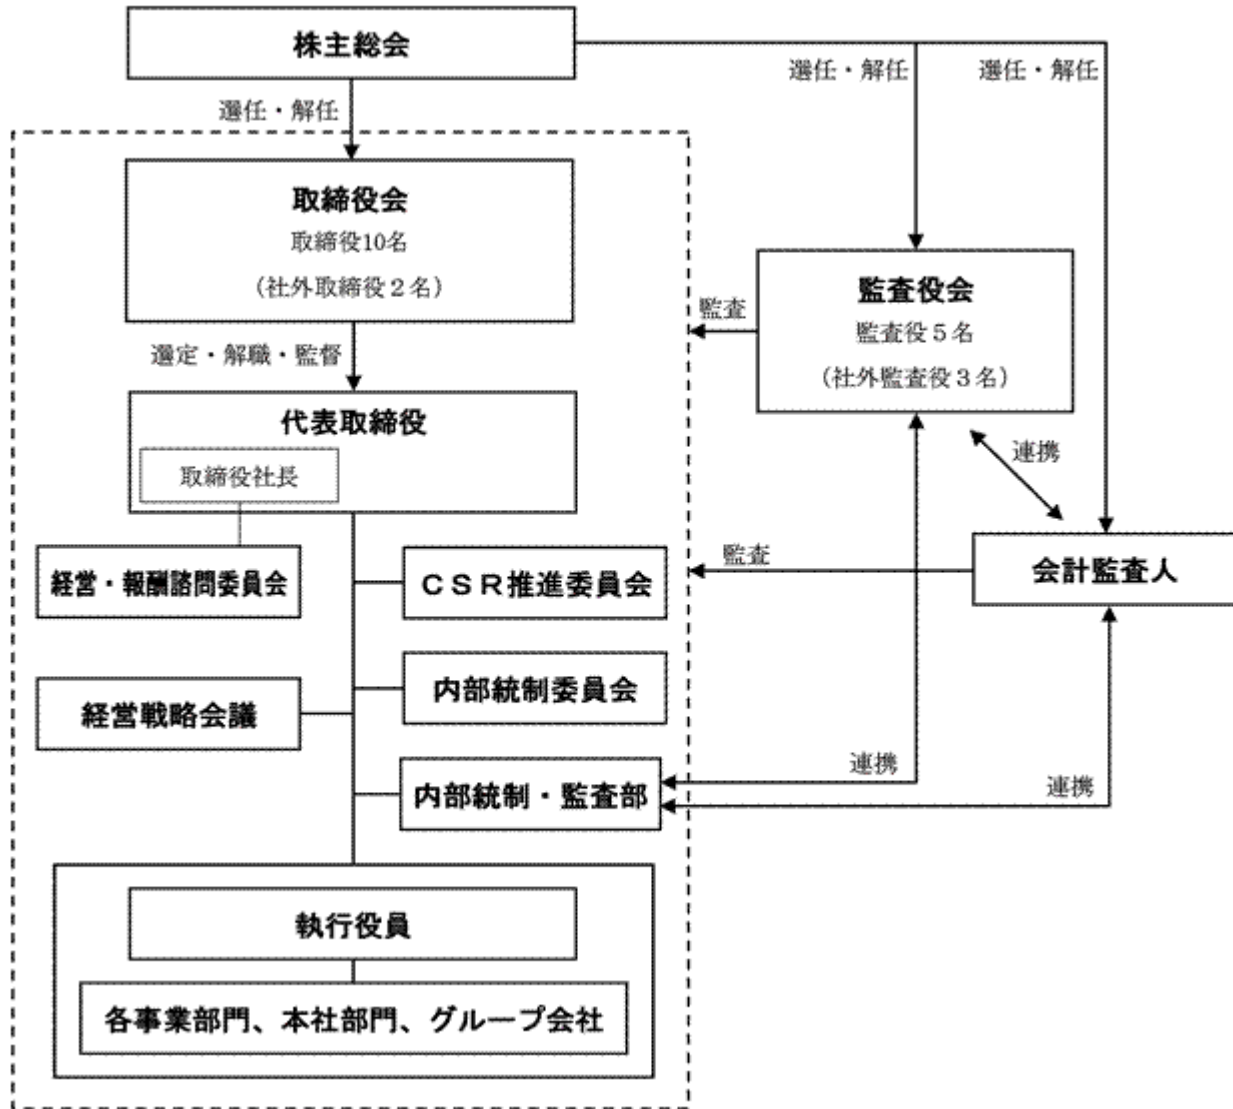 株主総会
選任・解任
選任・解任
選任・解任
取締役会
取締役10名
（社外取締役２名）
監査役会
監査役５名
（社外監査役３名）
監査
選定・解職・監督
代表取締役
取締役社長
連携
経営・報酬諮問委員会
ＣＳＲ推進委員会
監査
会計監査人
経営戦略会議
内部統制委員会
内部統制・監査部
連携
連携
執行役員
各事業部門、本社部門、グループ会社